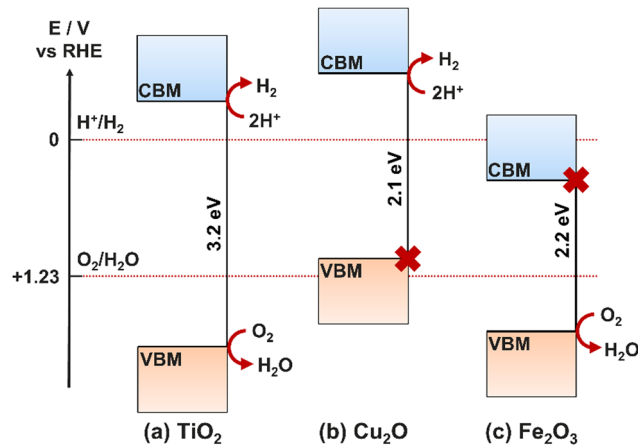 E / V
vs RHE
H⁺/H₂
0
O₂/H₂O
+1.23
CBM
H₂
2H⁺
3.2 eV
VBM
O₂
H₂O
(a) TiO₂
CBM
H₂
2H⁺
2.1 eV
VBM
(b) Cu₂O
CBM
2.2 eV
VBM
O₂
H₂O
(c) Fe₂O₃